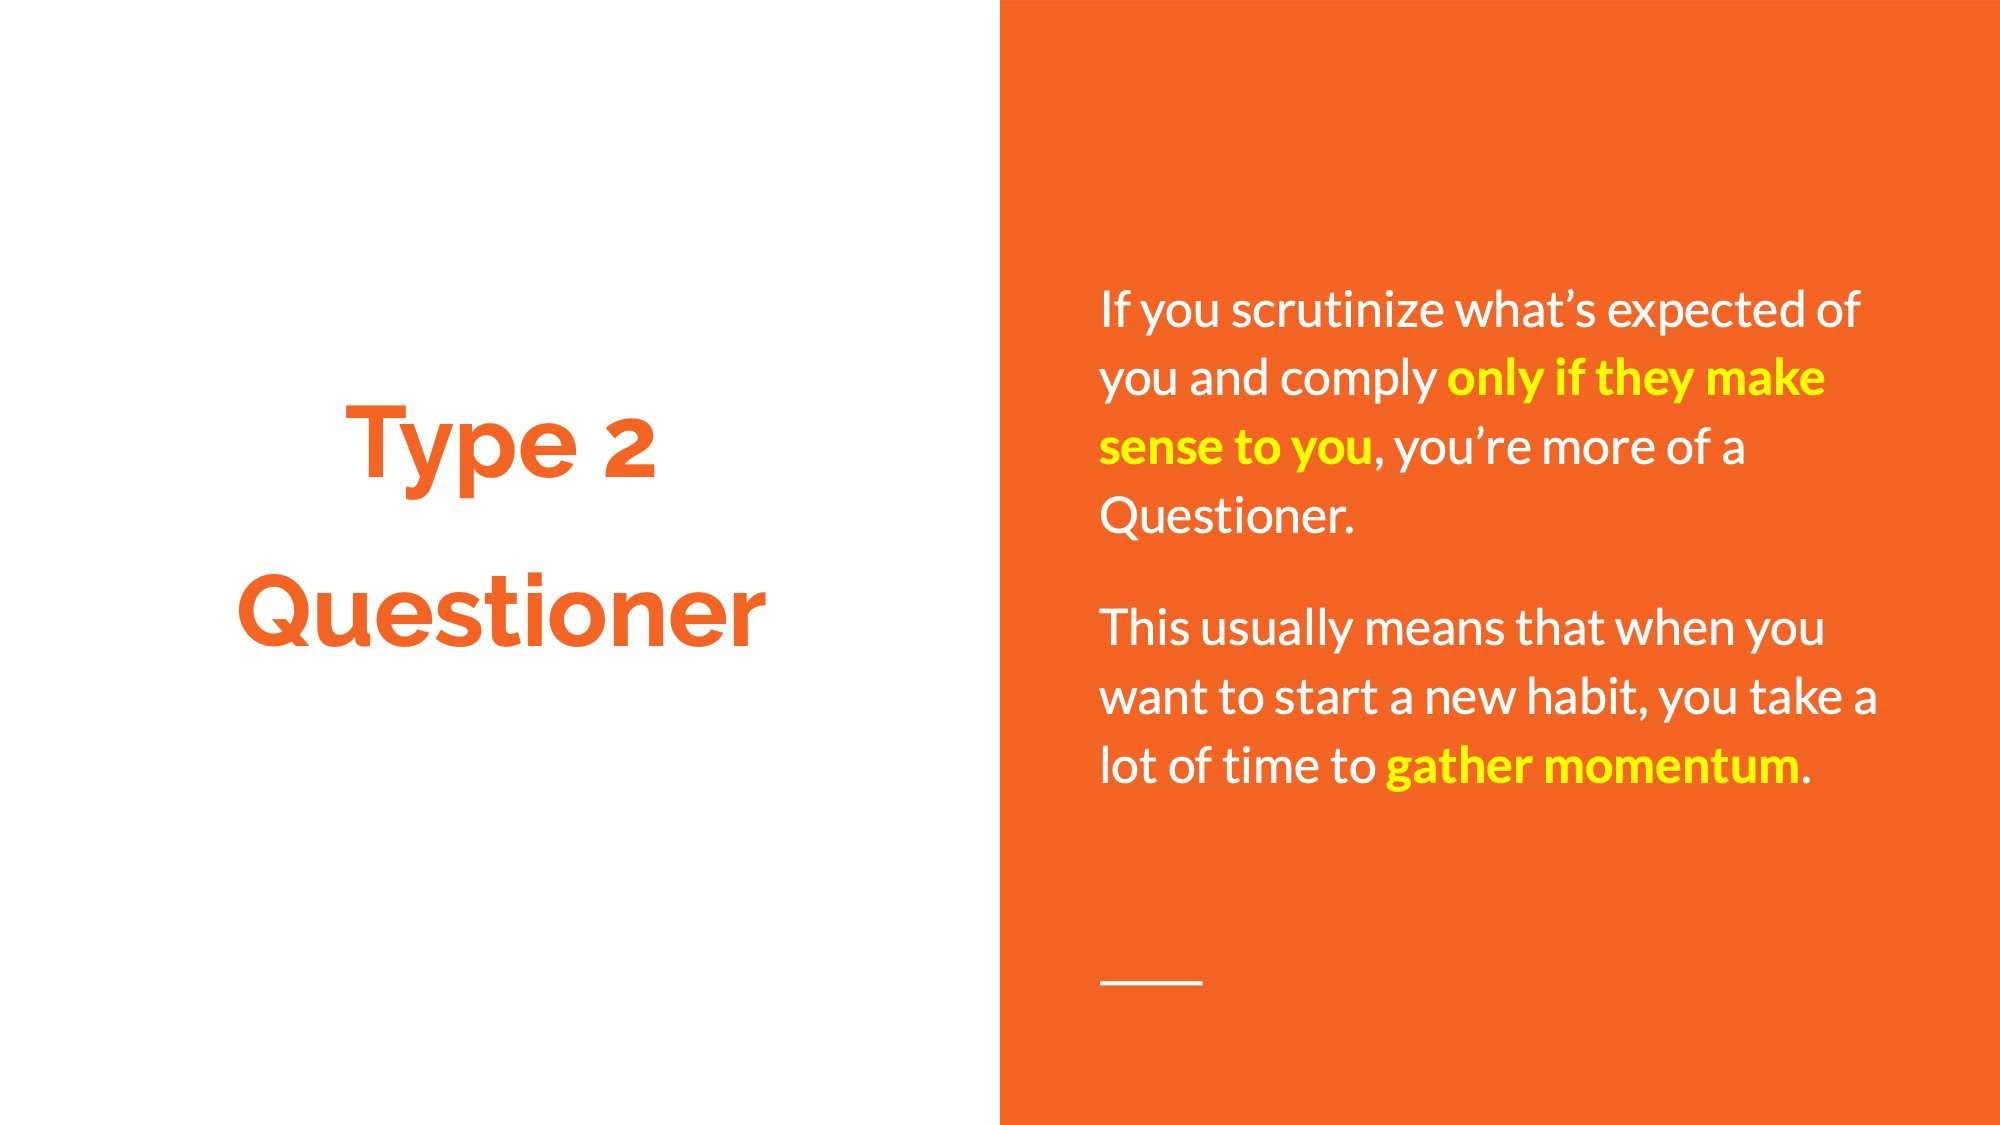 Type 2
Questioner
If you scrutinize what’s expected of
you and comply only if they make
sense to you, you’re more of a
Questioner.
This usually means that when you
want to start a new habit, you take a
lot of time to gather momentum.